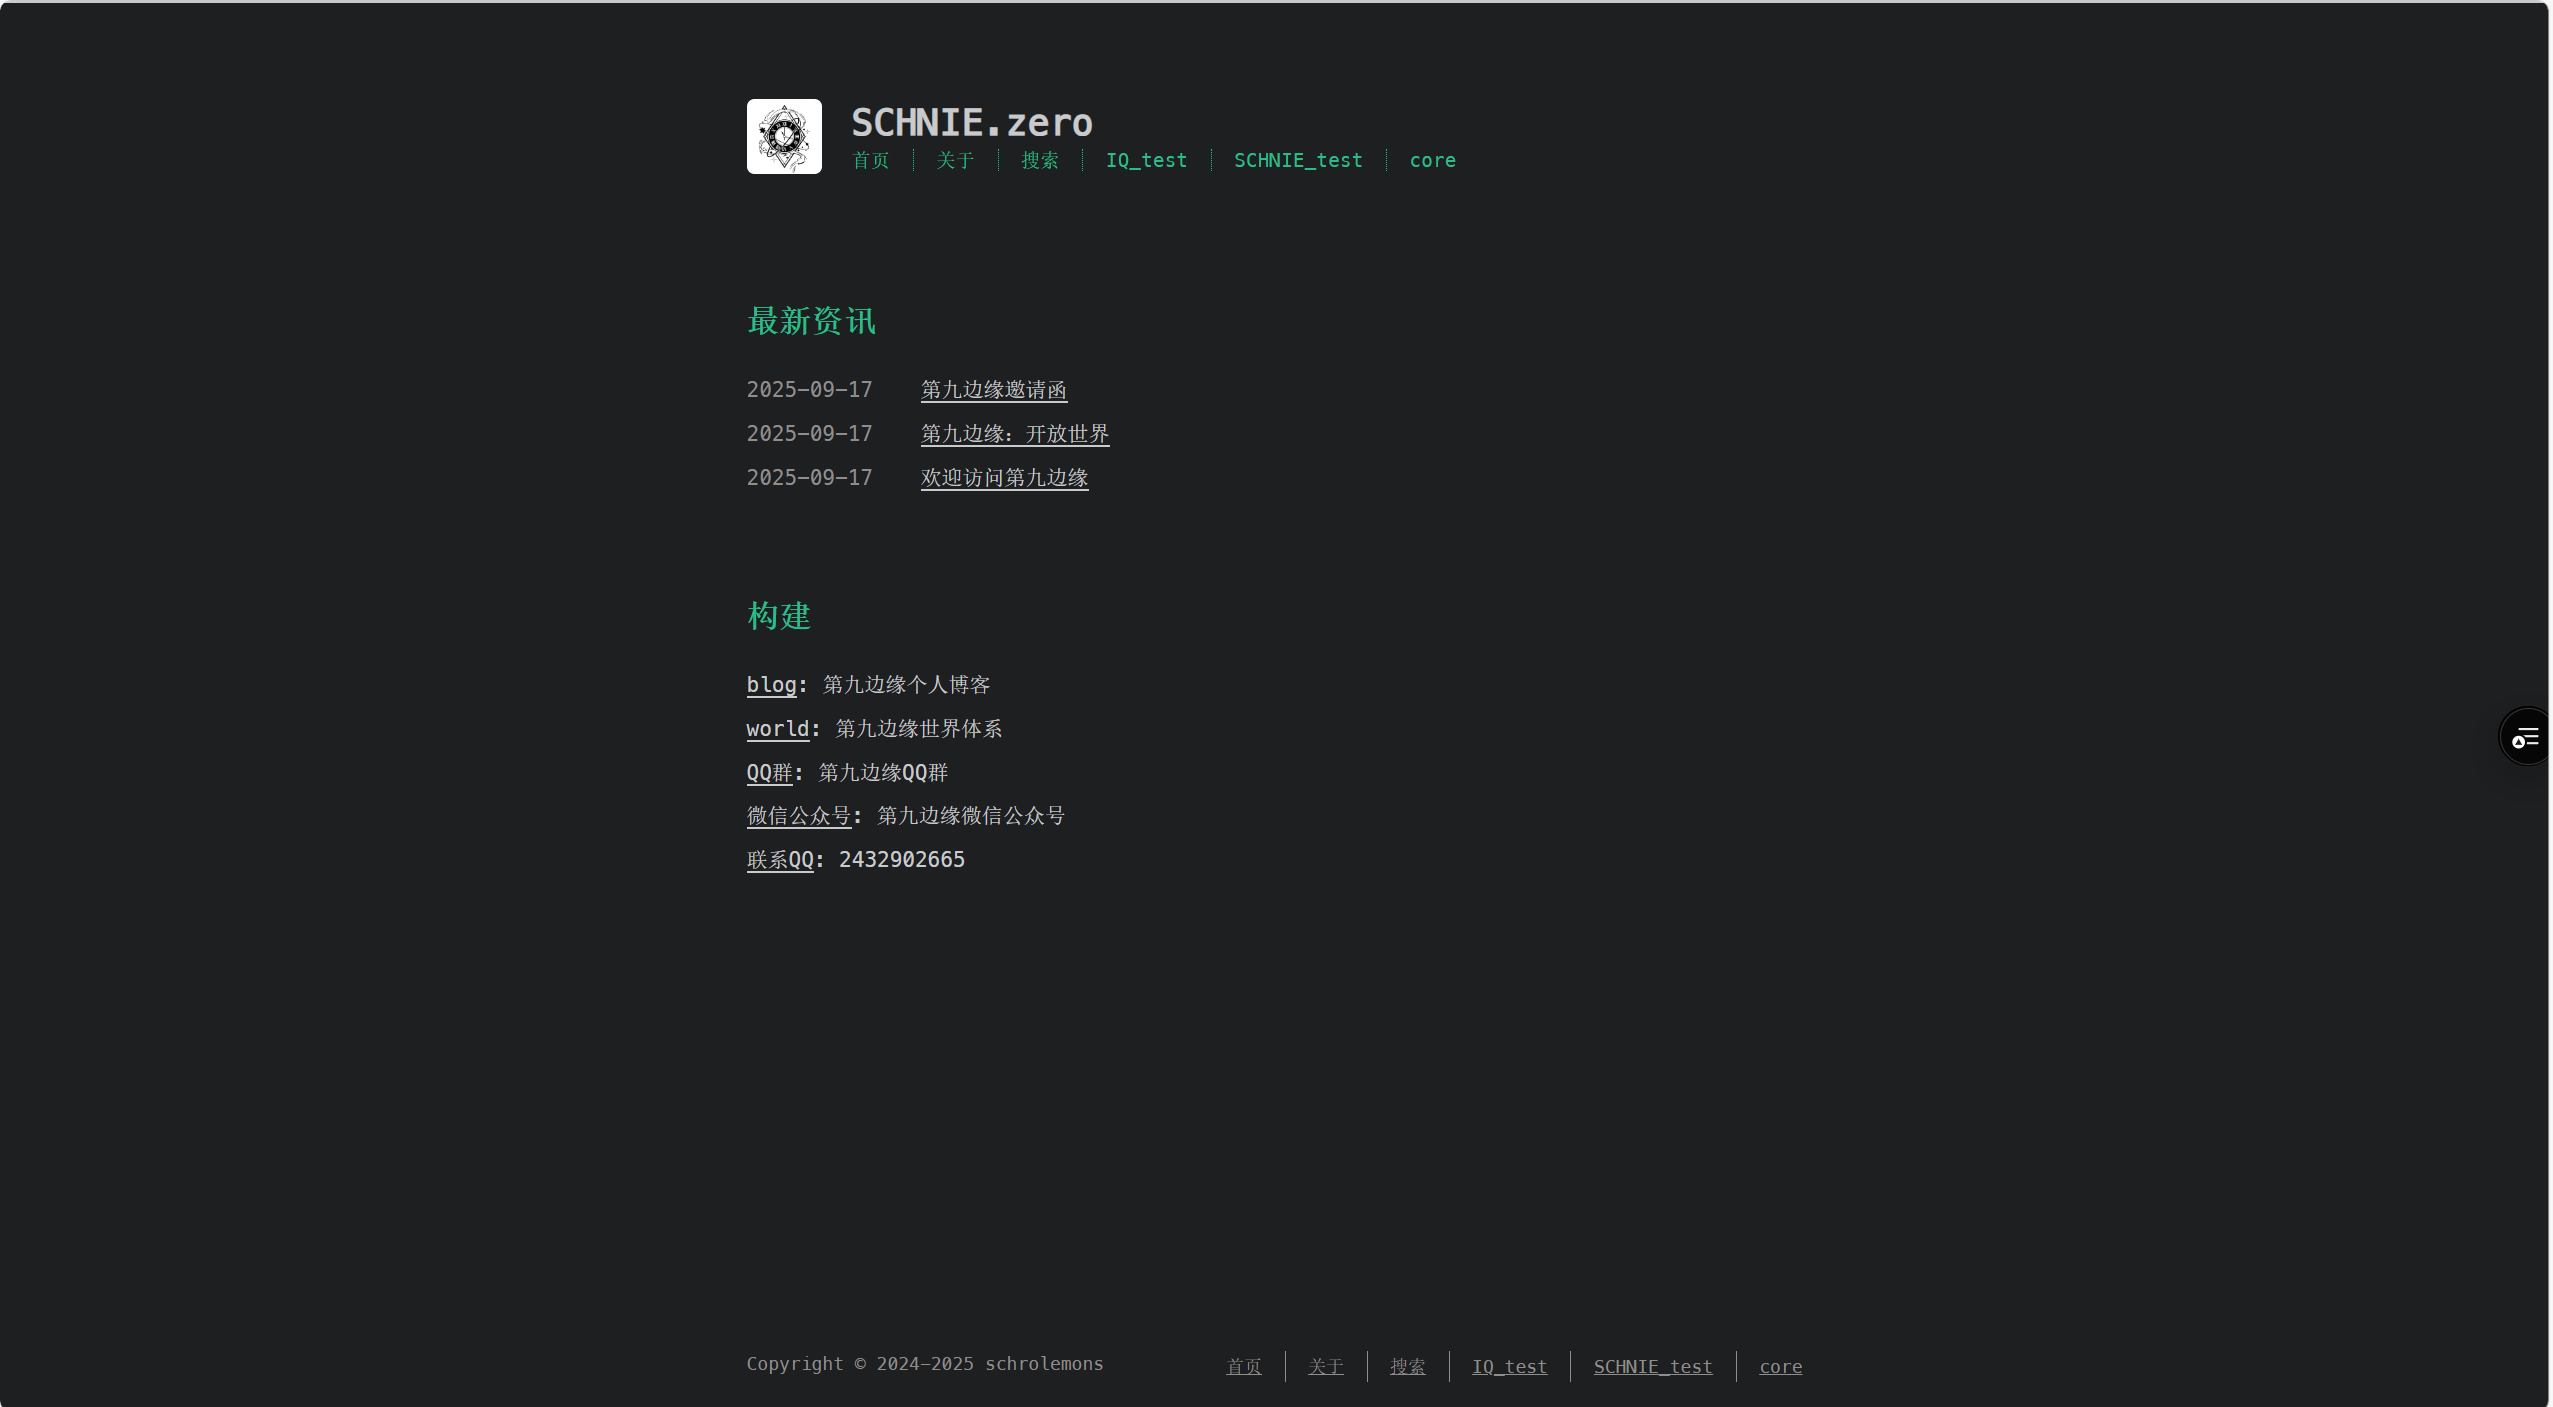 SCHNIE.zero
首页 关于 搜索 IQ_test SCHNIE_test core
最新资讯
2025-09-17 第九边缘邀请函
2025-09-17 第九边缘：开放世界
2025-09-17 欢迎访问第九边缘
构建
blog: 第九边缘个人博客
world: 第九边缘世界体系
QQ群: 第九边缘QQ群
微信公众号: 第九边缘微信公众号
联系QQ: 2432902665
Copyright © 2024-2025 schrolemons 首页 关于 搜索 IQ_test SCHNIE_test core